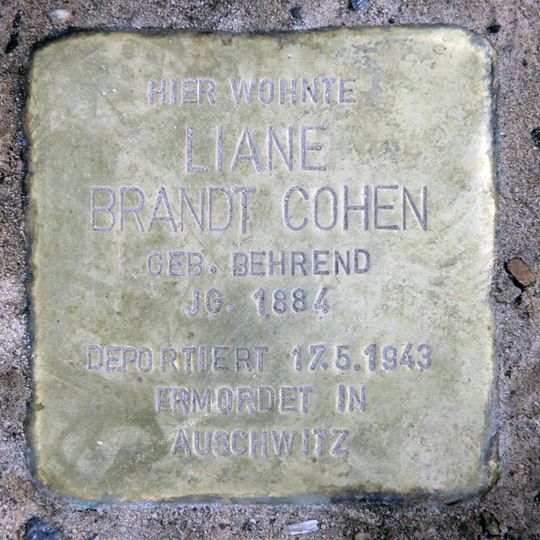 HIER WOHNTE
LIANE
BRANDT COHEN
GEB. BEHREND
JG. 1884
DEPORTIERT 17.5.1943
ERMORDET IN
AUSCHWITZ